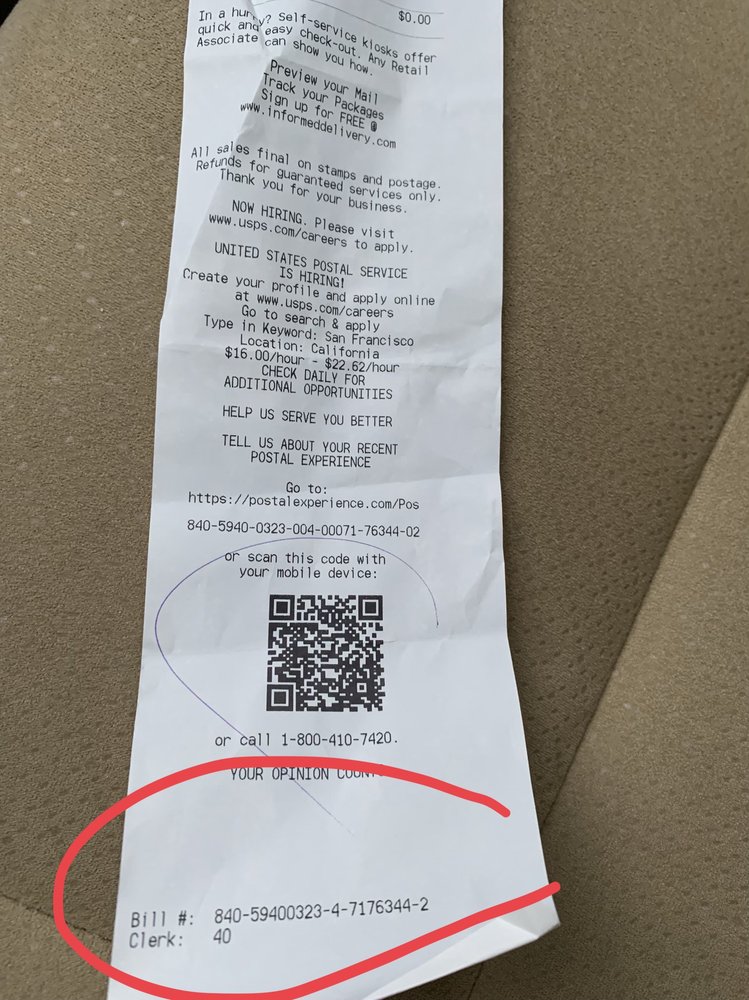 $0.00
In a hurry? Self-service kiosks offer
quick and easy check-out. Any Retail
Associate can show you how.
Preview your Mail
Track your Packages
Sign up for FREE @
www.informeddelivery.com
All sales final on stamps and postage.
Refunds for guaranteed services only.
Thank you for your business.
NOW HIRING. Please visit
www.usps.com/careers to apply.
UNITED STATES POSTAL SERVICE
IS HIRING!
Create your profile and apply online
at www.usps.com/careers
Go to search & apply
Type in Keyword: San Francisco
Location: California
$16.00/hour - $22.62/hour
CHECK DAILY FOR
ADDITIONAL OPPORTUNITIES
HELP US SERVE YOU BETTER
TELL US ABOUT YOUR RECENT
POSTAL EXPERIENCE
Go to:
https://postalexperience.com/Pos
840-5940-0323-004-00071-76344-02
or scan this code with
your mobile device:
or call 1-800-410-7420.
YOUR OPINION COUNTS
Bill #: 840-59400323-4-7176344-2
Clerk: 40